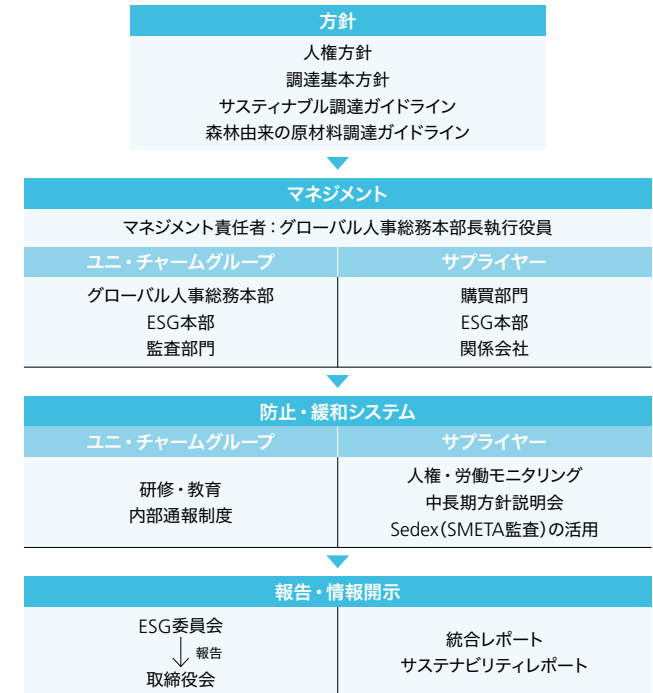 方針
人権方針
調達基本方針
サスティナブル調達ガイドライン
森林由来の原材料調達ガイドライン
マネジメント
マネジメント責任者：グローバル人事総務本部長執行役員
ユニ・チャームグループ
サプライヤー
グローバル人事総務本部
ESG本部
監査部門
購買部門
ESG本部
関係会社
防止・緩和システム
ユニ・チャームグループ
サプライヤー
研修・教育
内部通報制度
人権・労働モニタリング
中長期方針説明会
Sedex（SMETA監査）の活用
報告・情報開示
ESG委員会
報告
取締役会
統合レポート
サステナビリティレポート